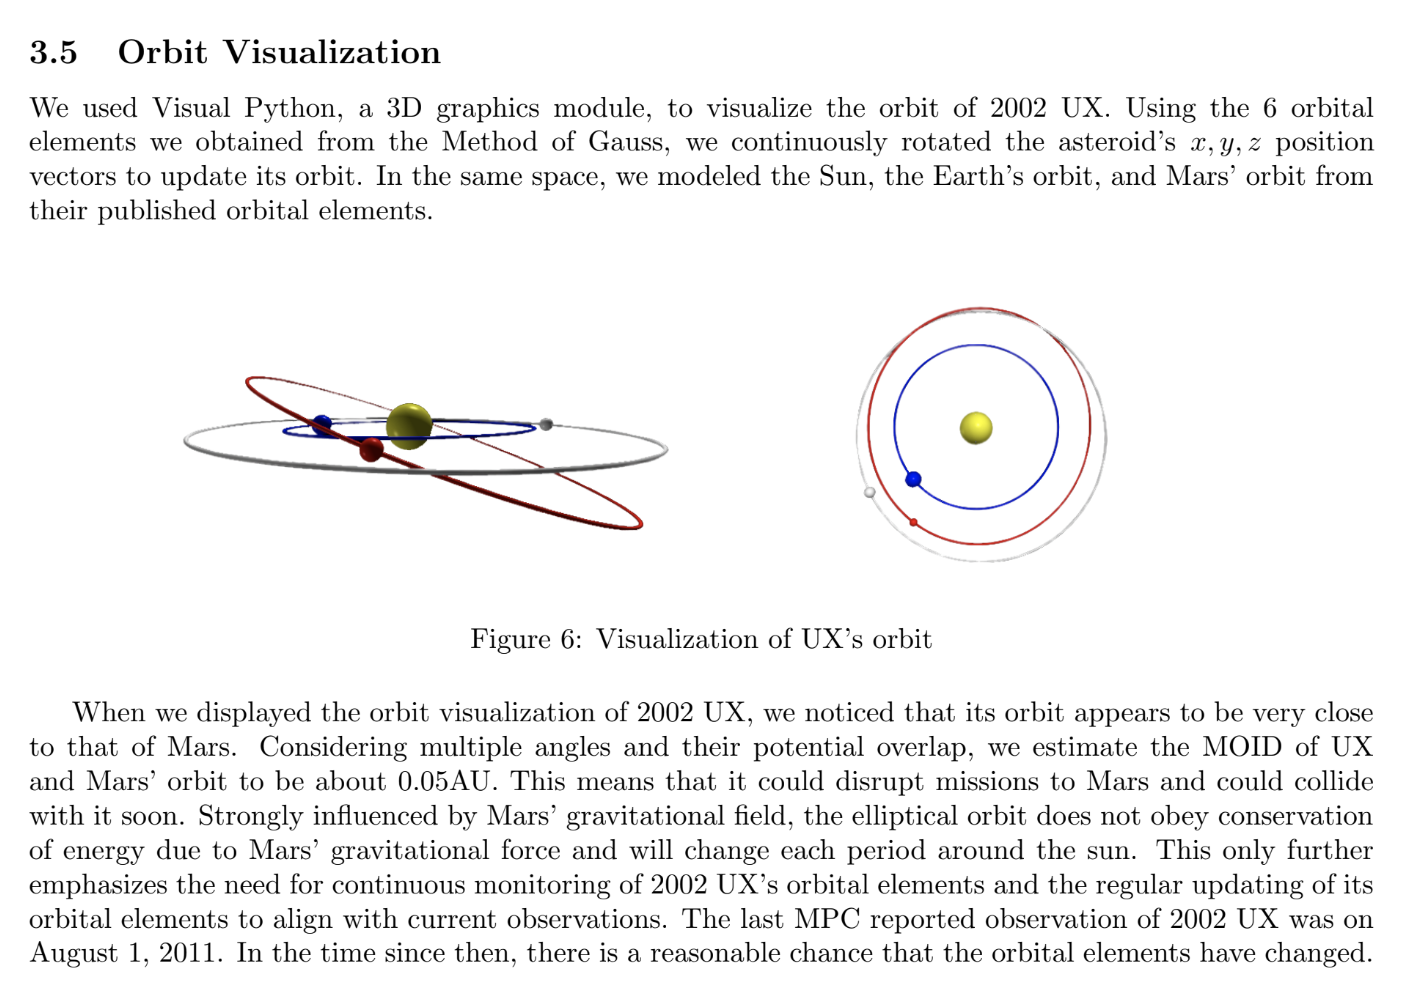 3.5 Orbit Visualization
We used Visual Python, a 3D graphics module, to visualize the orbit of 2002 UX. Using the 6 orbital
elements we obtained from the Method of Gauss, we continuously rotated the asteroid's x, y, z position
vectors to update its orbit. In the same space, we modeled the Sun, the Earth's orbit, and Mars' orbit from
their published orbital elements.
Figure 6: Visualization of UX's orbit
When we displayed the orbit visualization of 2002 UX, we noticed that its orbit appears to be very close
to that of Mars. Considering multiple angles and their potential overlap, we estimate the MOID of UX
and Mars' orbit to be about 0.05AU. This means that it could disrupt missions to Mars and could collide
with it soon. Strongly influenced by Mars' gravitational field, the elliptical orbit does not obey conservation
of energy due to Mars' gravitational force and will change each period around the sun. This only further
emphasizes the need for continuous monitoring of 2002 UX's orbital elements and the regular updating of its
orbital elements to align with current observations. The last MPC reported observation of 2002 UX was on
August 1, 2011. In the time since then, there is a reasonable chance that the orbital elements have changed.